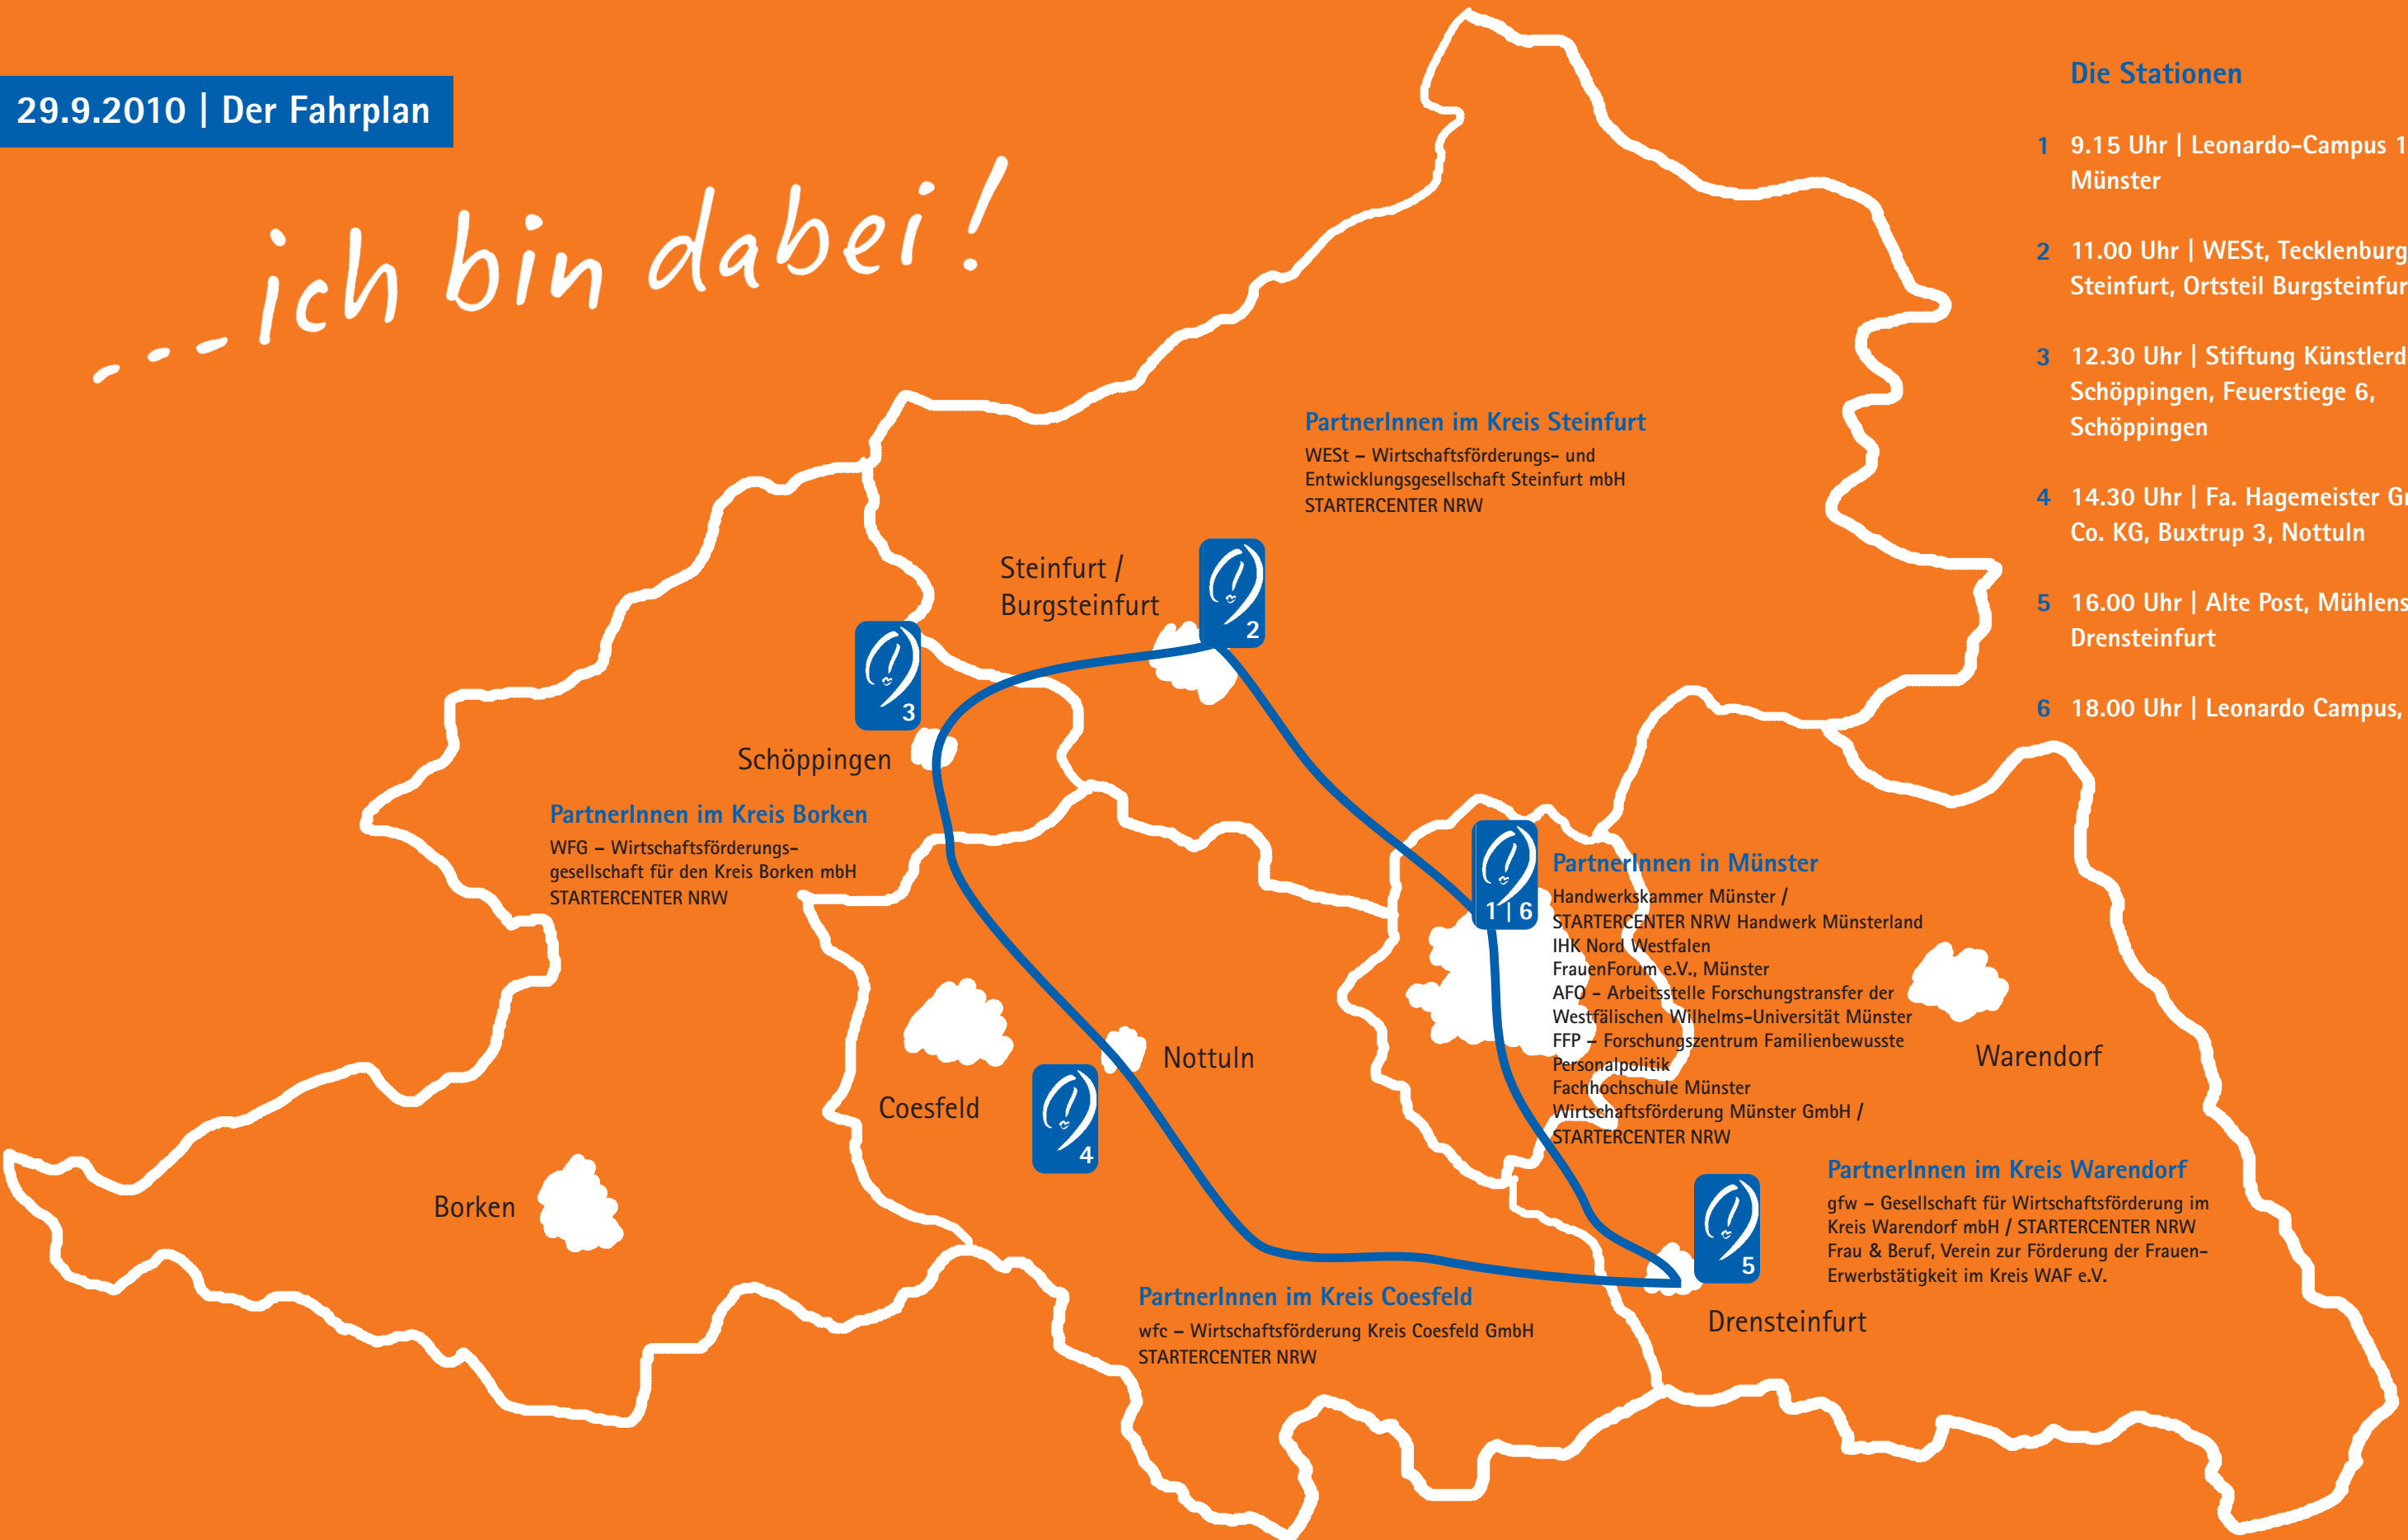 29.9.2010 | Der Fahrplan
...ich bin dabei!
Die Stationen
1 9.15 Uhr | Leonardo-Campus 1
Münster
2 11.00 Uhr | WESt,
Steinfurt, Ortsteil
3 12.30 Uhr | Stiftung
Schöppingen, Feuerstiege 6,
Schöppingen
4 14.30 Uhr | Fa. Hagemeister
Co. KG, Buxtrup 3, Nottuln
5 16.00 Uhr | Alte Post,
Drensteinfurt
6 18.00 Uhr | Leonardo Campus,
PartnerInnen im Kreis Steinfurt
WESt – Wirtschaftsförderungs- und
Entwicklungsgesellschaft Steinfurt mbH
STARTERCENTER NRW
Steinfurt /
Burgsteinfurt
2
3
Schöppingen
PartnerInnen im Kreis Borken
WFG – Wirtschaftsförderungs-
gesellschaft für den Kreis Borken mbH
STARTERCENTER NRW
1 | 6
PartnerInnen in Münster
Handwerkskammer Münster /
STARTERCENTER NRW Handwerk Münsterland
IHK Nord Westfalen
FrauenForum e.V., Münster
AFO – Arbeitsstelle Forschungstransfer der
Westfälischen Wilhelms-Universität Münster
FFP – Forschungszentrum Familienbewusste
Personalpolitik
Fachhochschule Münster
Wirtschaftsförderung Münster GmbH /
STARTERCENTER NRW
Warendorf
Nottuln
Coesfeld
4
Borken
PartnerInnen im Kreis Warendorf
gfw – Gesellschaft für Wirtschaftsförderung im
Kreis Warendorf mbH / STARTERCENTER NRW
Frau & Beruf, Verein zur Förderung der Frauen-
Erwerbstätigkeit im Kreis WAF e.V.
5
Drensteinfurt
PartnerInnen im Kreis Coesfeld
wfc – Wirtschaftsförderung Kreis Coesfeld GmbH
STARTERCENTER NRW